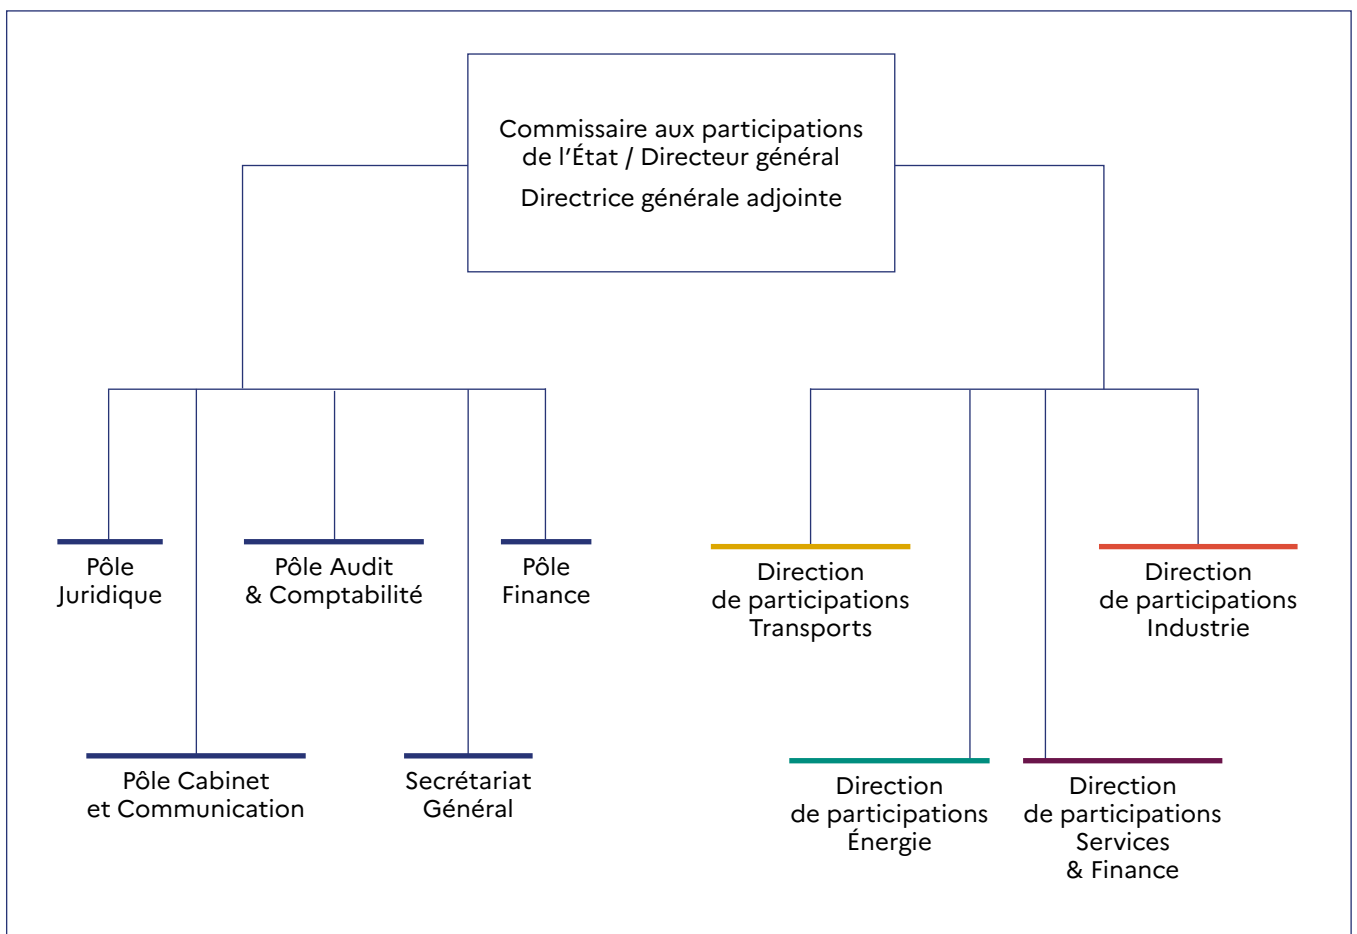 Commissaire aux participations
de l'État / Directeur général
Directrice générale adjointe
Pôle
Juridique
Pôle Audit
& Comptabilité
Pôle
Finance
Pôle Cabinet
et Communication
Secrétariat
Général
Direction
de participations
Transports
Direction
de participations
Industrie
Direction
de participations
Énergie
Direction
de participations
Services
& Finance